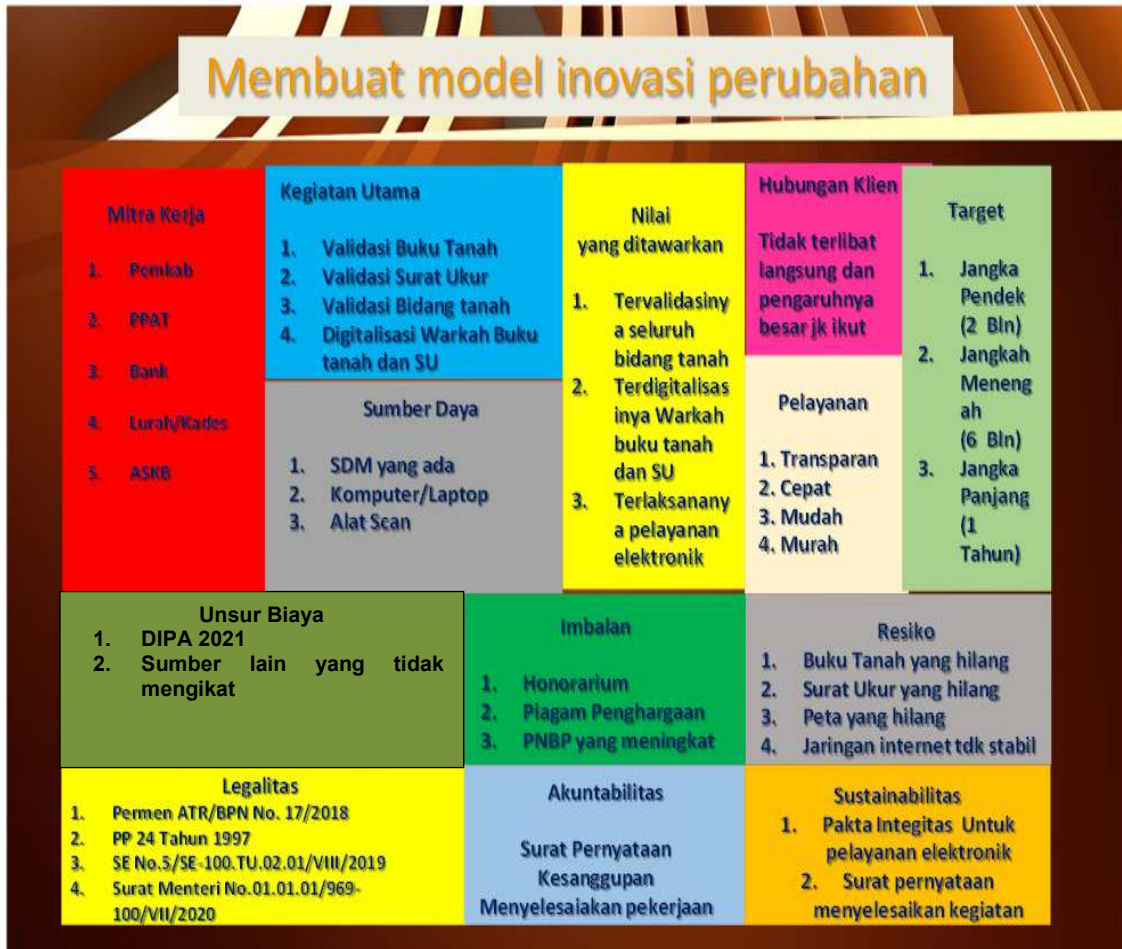 Membuat model inovasi perubahan
Mitra Kerja
1. Pemkab
2. PPAT
3. Bank
4. Lurah/Kades
5. ASKB
Kegiatan Utama
1. Validasi Buku Tanah
2. Validasi Surat Ukur
3. Validasi Bidang tanah
4. Digitalisasi Warkah Buku
tanah dan SU
Sumber Daya
1. SDM yang ada
2. Komputer/Laptop
3. Alat Scan
Nilai
yang ditawarkan
1. Tervalidasiny
a seluruh
bidang tanah
2. Terdigitalisas
inya Warkah
buku tanah
dan SU
3. Terlaksanany
a pelayanan
elektronik
Hubungan Klien
Tidak terlibat
langsung dan
pengaruhnya
besar jk ikut
Pelayanan
1. Transparan
2. Cepat
3. Mudah
4. Murah
Target
1. Jangka
Pendek
(2 Bln)
2. Jangkah
Meneng
ah
(6 Bln)
3. Jangka
Panjang
(1
Tahun)
Unsur Biaya
1. DIPA 2021
2. Sumber lain yang tidak
mengikat
Imbalan
1. Honorarium
2. Piagam Penghargaan
3. PNBP yang meningkat
Resiko
1. Buku Tanah yang hilang
2. Surat Ukur yang hilang
3. Peta yang hilang
4. Jaringan internet tdk stabil
Legalitas
1. Permen ATR/BPN No. 17/2018
2. PP 24 Tahun 1997
3. SE No.5/SE-100.TU.02.01/VIII/2019
4. Surat Menteri No.01.01.01/969-
100/VII/2020
Akuntabilitas
Surat Pernyataan
Kesanggupan
Menyelesaiakan pekerjaan
Sustainabilitas
1. Pakta Integitas Untuk
pelayanan elektronik
2. Surat pernyataan
menyelesaikan kegiatan